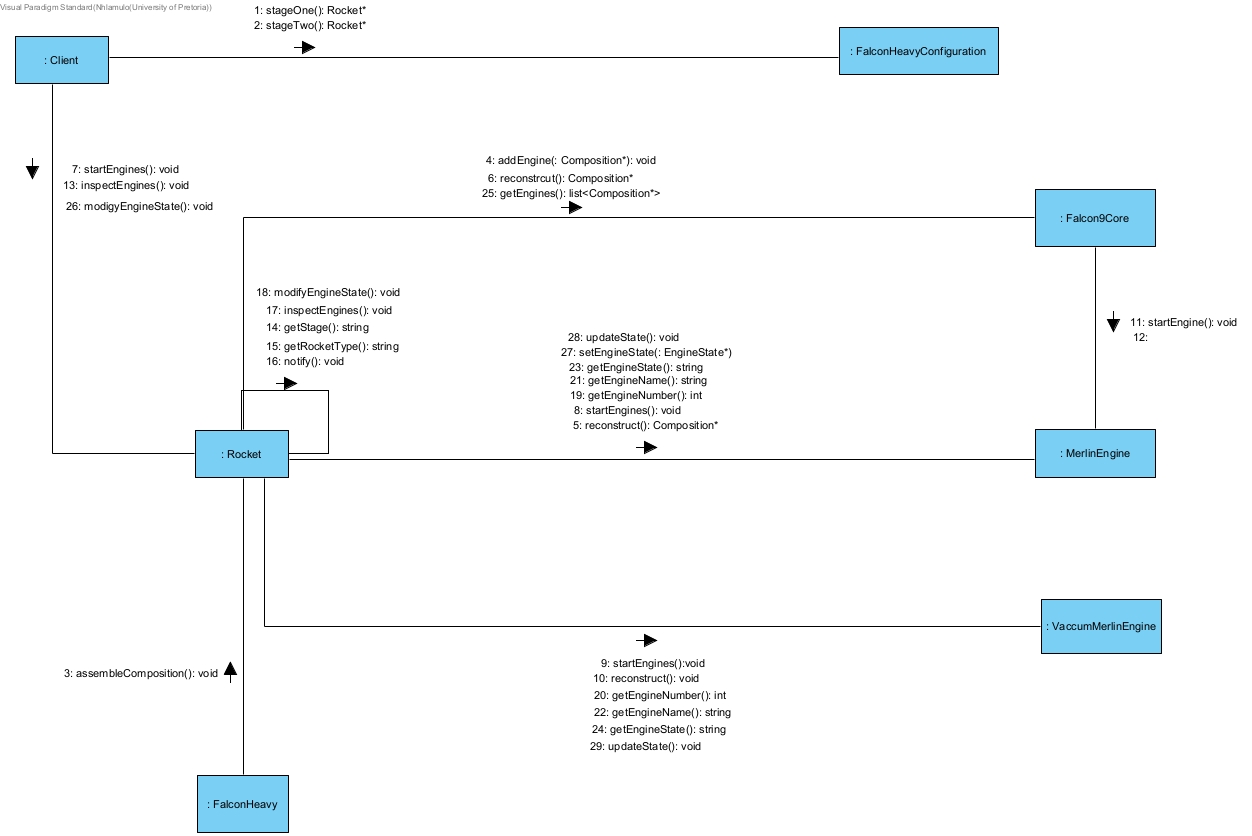 Visual Paradigm Standard(Nhlamulo(University of Pretoria))
1: stageOne(): Rocket*
2: stageTwo(): Rocket*
: Client
: FalconHeavyConfiguration
7: startEngines(): void
13: inspectEngines(): void
26: modigyEngineState(): void
4: addEngine(: Composition*): void
6: reconstrcut(): Composition*
25: getEngines(): list<Composition*>
: Falcon9Core
18: modifyEngineState(): void
17: inspectEngines(): void
14: getStage(): string
15: getRocketType(): string
16: notify(): void
28: updateState(): void
27: setEngineState(: EngineState*)
23: getEngineState(): string
21: getEngineName(): string
19: getEngineNumber(): int
8: startEngines(): void
5: reconstruct(): Composition*
11: startEngine(): void
12:
: Rocket
: MerlinEngine
: VaccumMerlinEngine
3: assembleComposition(): void
9: startEngines():void
10: reconstruct(): void
20: getEngineNumber(): int
22: getEngineName(): string
24: getEngineState(): string
29: updateState(): void
: FalconHeavy